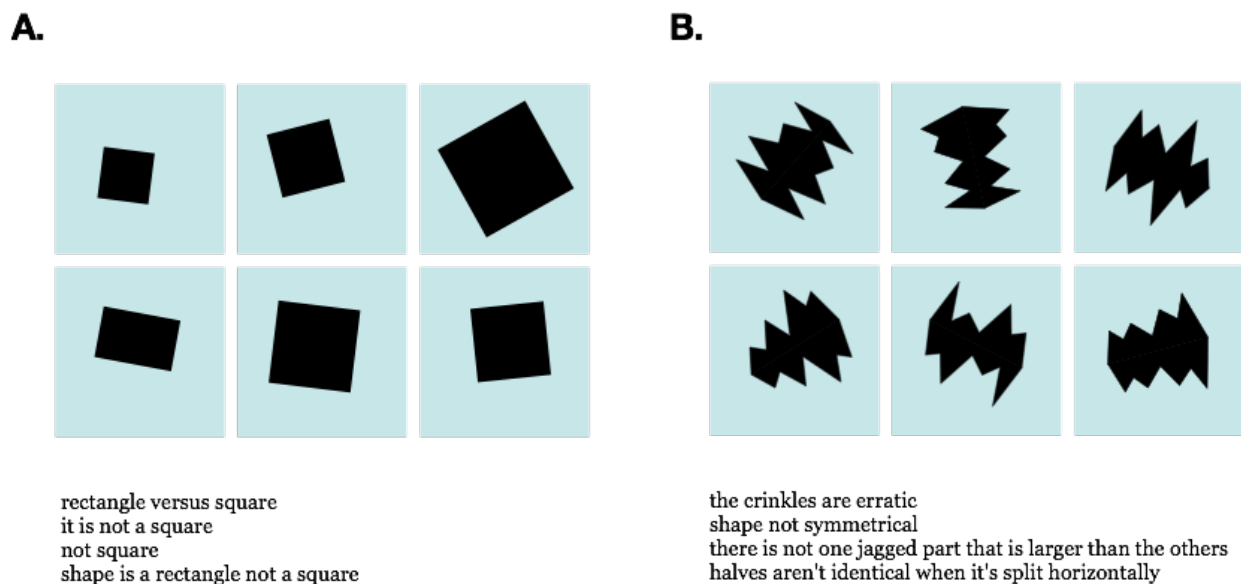 A.
B.
rectangle versus square
it is not a square
not square
shape is a rectangle not a square
the crinkles are erratic
shape not symmetrical
there is not one jagged part that is larger than the others
halves aren't identical when it's split horizontally